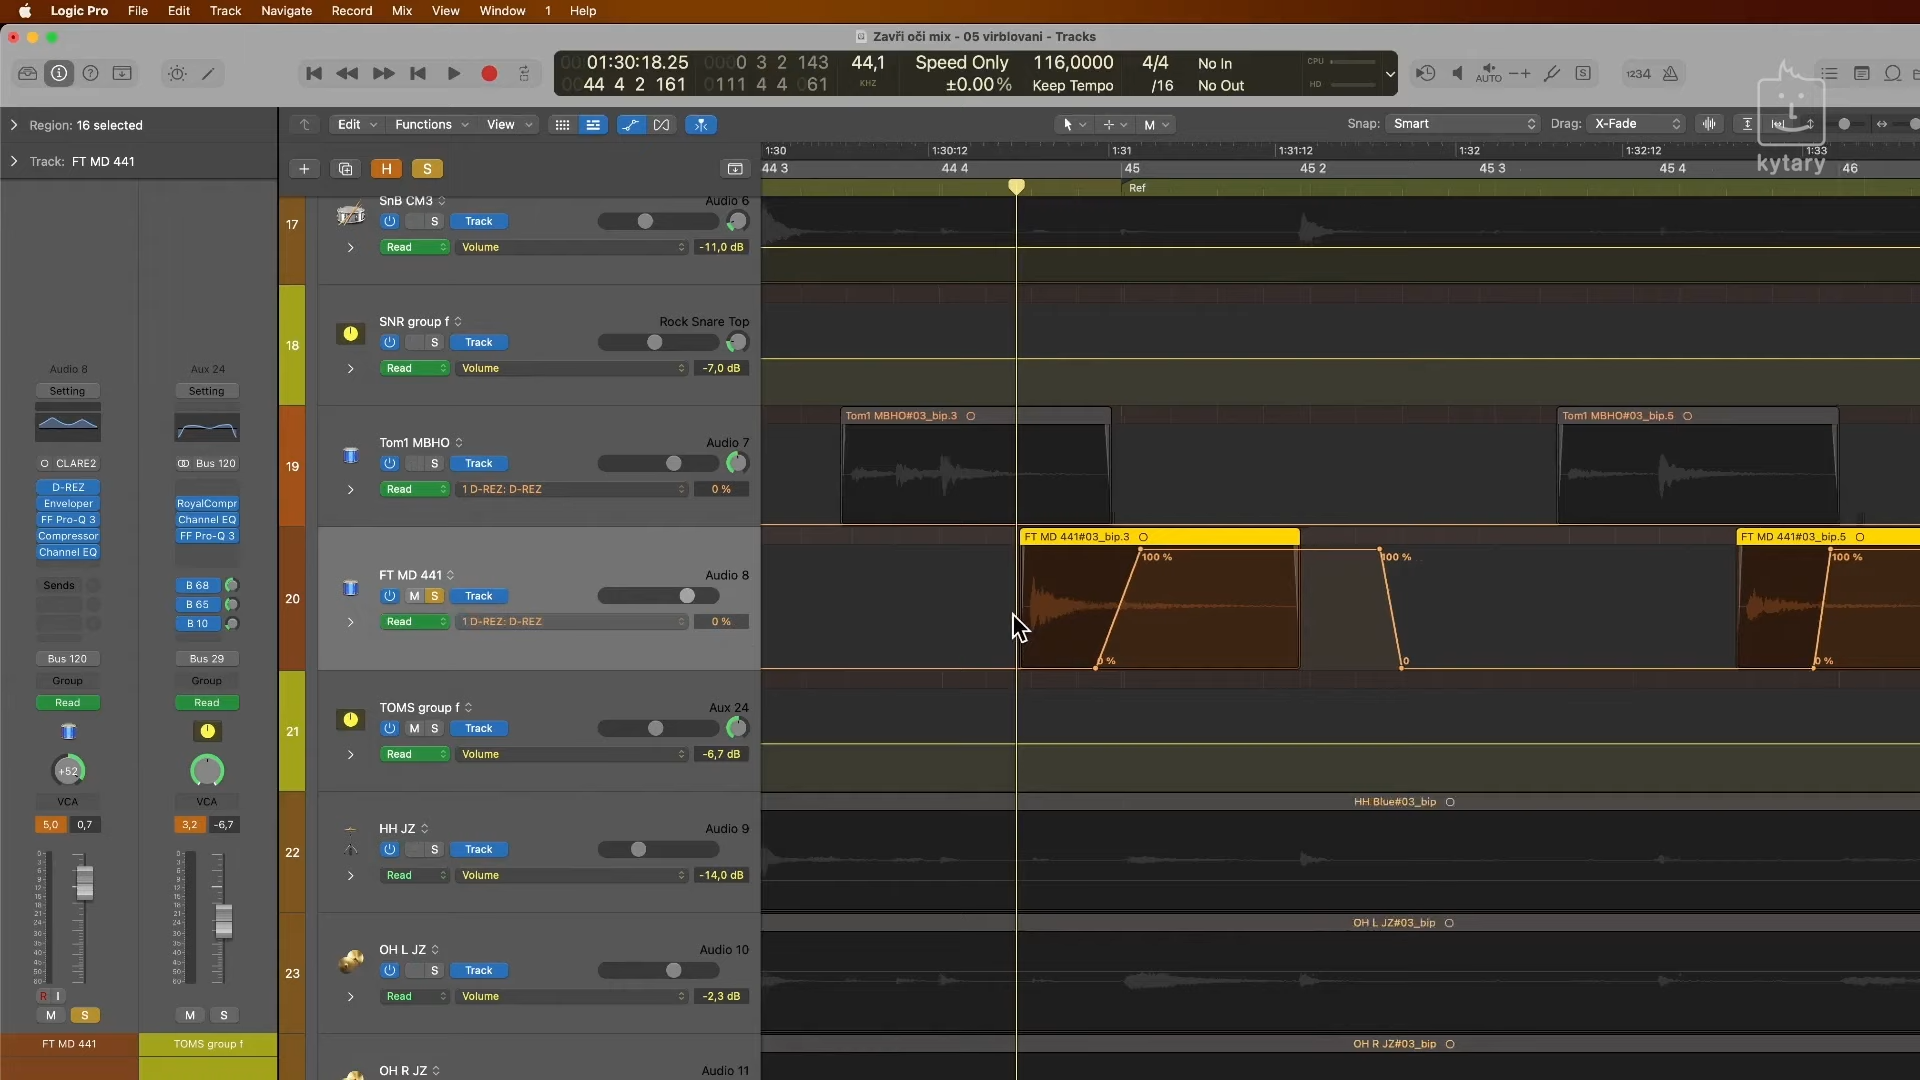 Logic Pro File Edit Track Navigate Record Mix View Window 1 Help
Zavři oči mix - 05 virblovani - Tracks
01:30:18.25 3 2 143 44,1 Speed Only 116,0000 4/4 No In CPU
44 4 2 161 111 4 4 061 KHZ ±0.00% Keep Tempo /16 No Out HD
AUTO 1234
kytary
Region: 16 selected
Edit Functions View M Snap: Smart Drag: X-Fade
Track: FT MD 441
H S
1:30 1:30:12 1:31 1:31:12 1:32 1:32:12 1:33
44 3 44 4 45 45 2 45 3 45 4 46
Ref
17 SnB CM3 Audio 6
S Track
Read Volume -11,0 dB
18 SNR group f Rock Snare Top
S Track
Read Volume -7,0 dB
19 Tom1 MBHO Audio 7
S Track
Read 1 D-REZ: D-REZ 0 %
Tom1 MBHO#03_bip.3 Tom1 MBHO#03_bip.5
20 FT MD 441 Audio 8
M S Track
Read 1 D-REZ: D-REZ 0 %
FT MD 441#03_bip.3 FT MD 441#03_bip.5
100 % 100 % 100 %
0 % 0 0 %
21 TOMS group f Aux 24
M S Track
Read Volume -6,7 dB
22 HH JZ Audio 9
S Track
Read Volume -14,0 dB
HH Blue#03_bip
23 OH L JZ Audio 10
S Track
Read Volume -2,3 dB
OH L JZ#03_bip
OH R JZ Audio 11
OH R JZ#03_bip
Audio 8 Aux 24
Setting Setting
CLARE2 Bus 120
D-REZ
Enveloper RoyalCompr
FF Pro-Q 3 Channel EQ
Compressor FF Pro-Q 3
Channel EQ
Sends B 68
B 65
B 10
Bus 120 Bus 29
Group Group
Read Read
+52
VCA VCA
5,0 0,7 3,2 -6,7
R I
M S M S
FT MD 441 TOMS group f